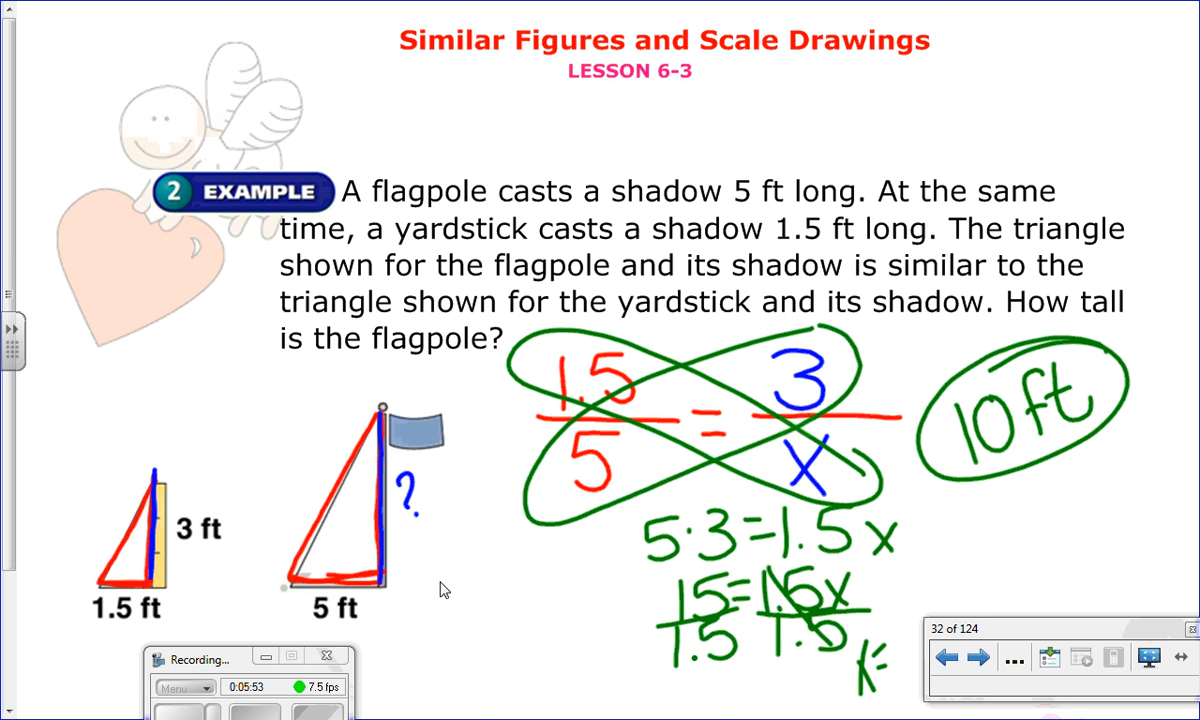 Similar Figures and Scale Drawings
LESSON 6-3
2 EXAMPLE A flagpole casts a shadow 5 ft long. At the same
time, a yardstick casts a shadow 1.5 ft long. The triangle
shown for the flagpole and its shadow is similar to the
triangle shown for the yardstick and its shadow. How tall
is the flagpole?
1.5 = 3
5 x
10 ft
?
3 ft
1.5 ft
5 ft
5·3=1.5x
15=1.5x
1.5 1.5
x=
Recording...
Menu 0:05:53 7.5 fps
32 of 124
...